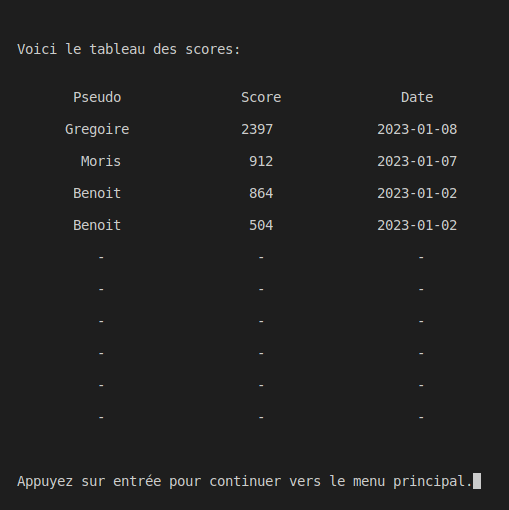 Voici le tableau des scores:
Pseudo Score Date
Gregoire 2397 2023-01-08
Moris 912 2023-01-07
Benoit 864 2023-01-02
Benoit 504 2023-01-02
- - -
- - -
- - -
- - -
- - -
- - -
Appuyez sur entrée pour continuer vers le menu principal.